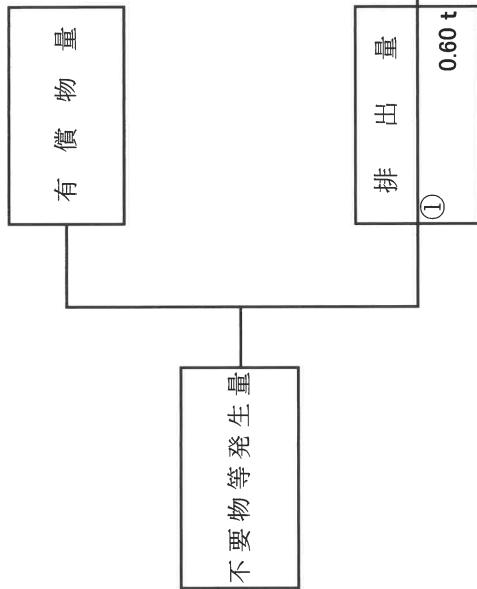 有償物量
不要物等発生量
排出量
①
0.60 t